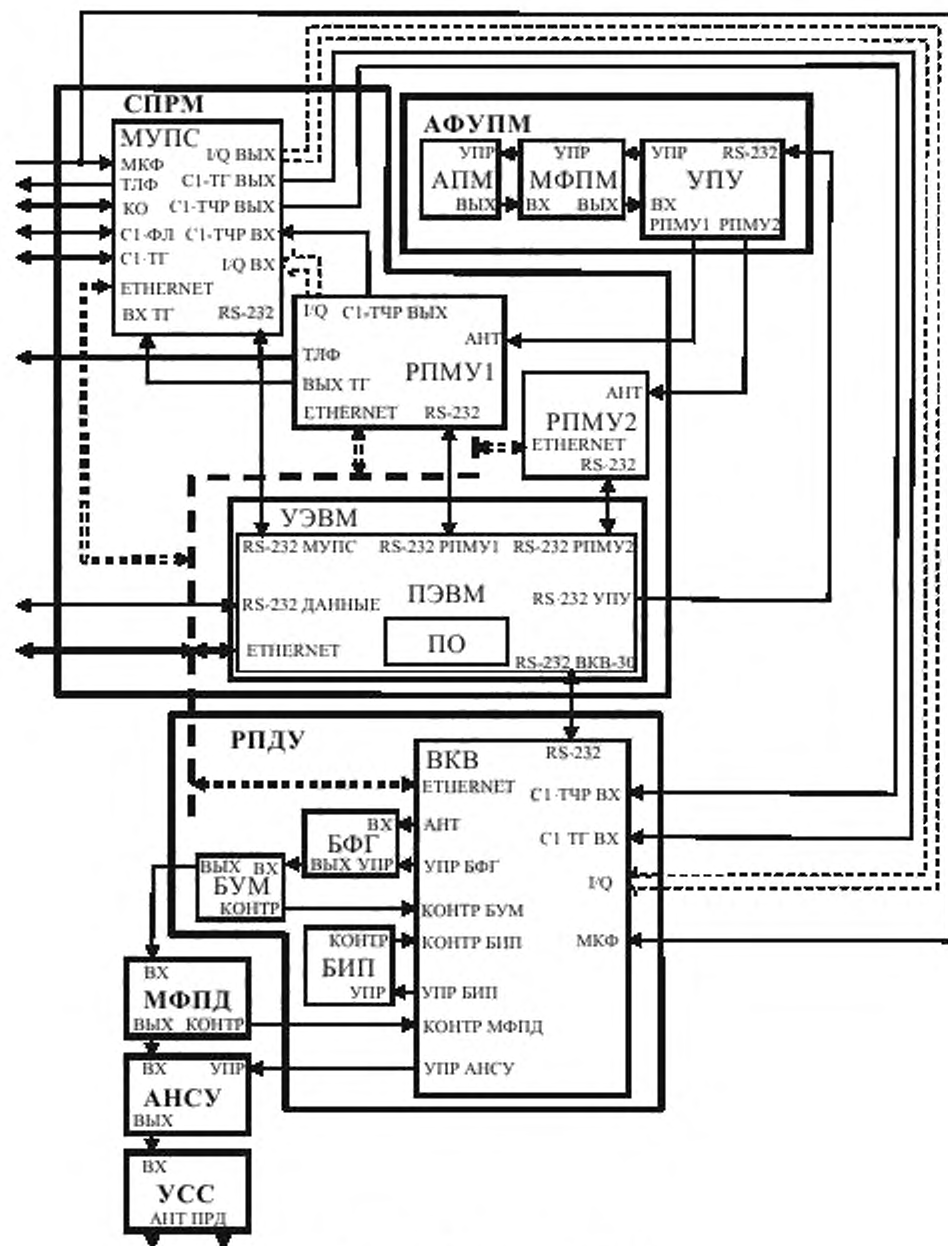 СПРМ
МУПС
МКФ
ТЛФ
КО
С1-ФЛ
С1-ТГ
ETHERNET
ВХ ТГ
I/Q ВЫХ
С1-ТГ ВЫХ
С1-ТЧР ВЫХ
С1-ТЧР ВХ
I/Q ВХ
RS-232
АФУПМ
УПР
АПМ
ВЫХ
УПР
МФПМ
ВХ ВЫХ
УПР RS-232
УПУ
ВХ
РПМУ1 РПМУ2
I/Q С1-ТЧР ВЫХ
АНТ
ТЛФ
РПМУ1
ВЫХ ТГ
ETHERNET RS-232
АНТ
РПМУ2
ETHERNET
RS-232
УЭВМ
RS-232 МУПС RS-232 РПМУ1 RS-232 РПМУ2
ПЭВМ
RS-232 УПУ
RS-232 ДАННЫЕ
ПО
ETHERNET
RS-232 ВКВ-30
РПДУ
RS-232
ВКВ
ETHERNET
С1-ТЧР ВХ
АНТ
С1 ТГ ВХ
УПР БФГ
I/Q
КОНТР БУМ
КОНТР БИП
МКФ
УПР БИП
КОНТР МФПД
УПР АНСУ
ВХ
БФГ
ВЫХ УПР
ВЫХ ВХ
БУМ
КОНТР
КОНТР
БИП
УПР
ВХ
МФПД
ВЫХ КОНТР
ВХ УПР
АНСУ
ВЫХ
ВХ
УСС
АНТ ПРД